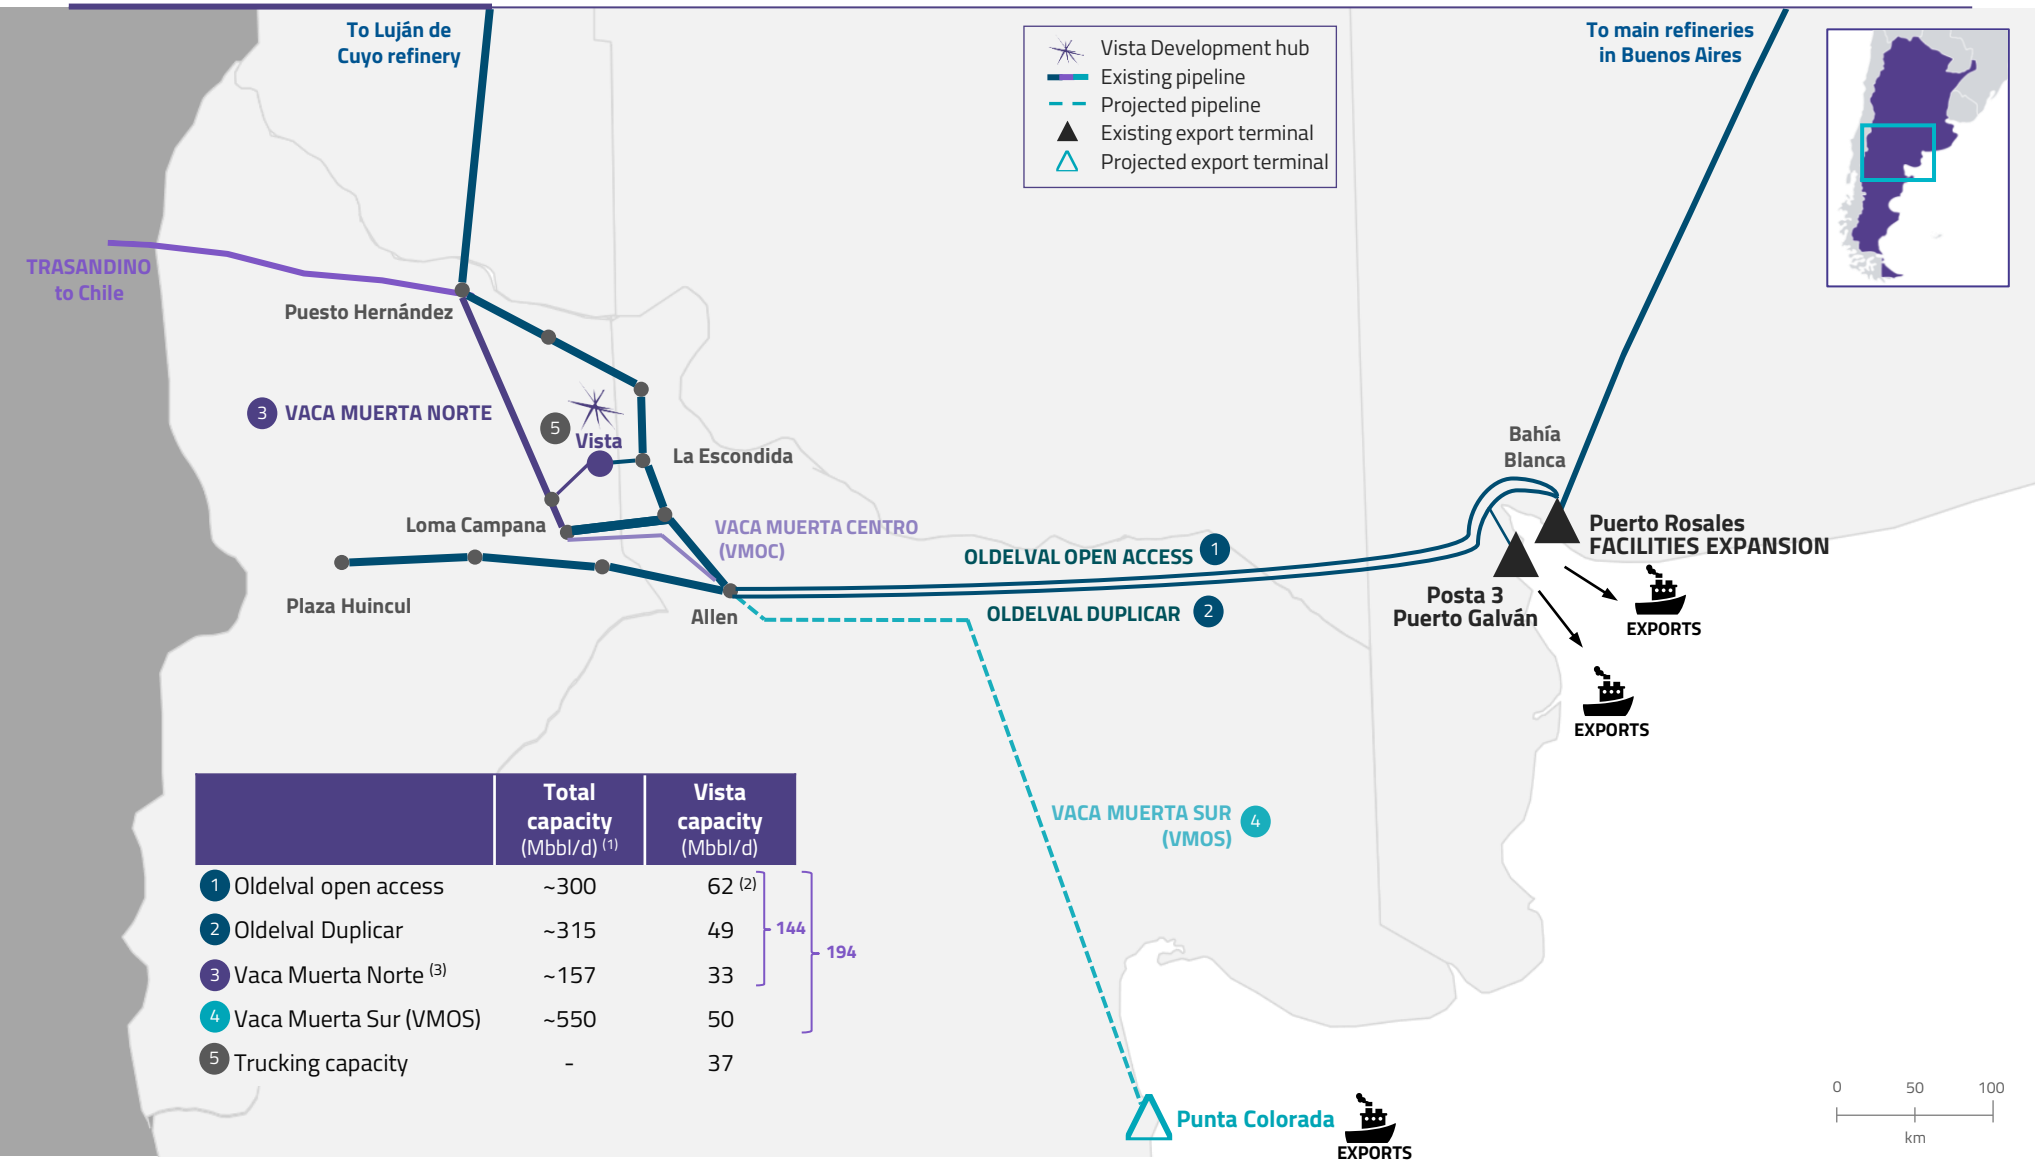 To Luján de
Cuyo refinery
To main refineries
in Buenos Aires
Vista Development hub
Existing pipeline
Projected pipeline
Existing export terminal
Projected export terminal
TRASANDINO
to Chile
Puesto Hernández
3 VACA MUERTA NORTE
5
Vista
La Escondida
Loma Campana
VACA MUERTA CENTRO
(VMOC)
Plaza Huincul
Allen
OLDELVAL OPEN ACCESS 1
OLDELVAL DUPLICAR 2
Bahía
Blanca
Puerto Rosales
FACILITIES EXPANSION
Posta 3
Puerto Galván
EXPORTS
EXPORTS
VACA MUERTA SUR 4
(VMOS)
Punta Colorada
EXPORTS
Total capacity (Mbbl/d) (1) Vista capacity (Mbbl/d)
1 Oldelval open access ~300 62 (2)
2 Oldelval Duplicar ~315 49
144
3 Vaca Muerta Norte (3) ~157 33
194
4 Vaca Muerta Sur (VMOS) ~550 50
5 Trucking capacity - 37
0 50 100
km